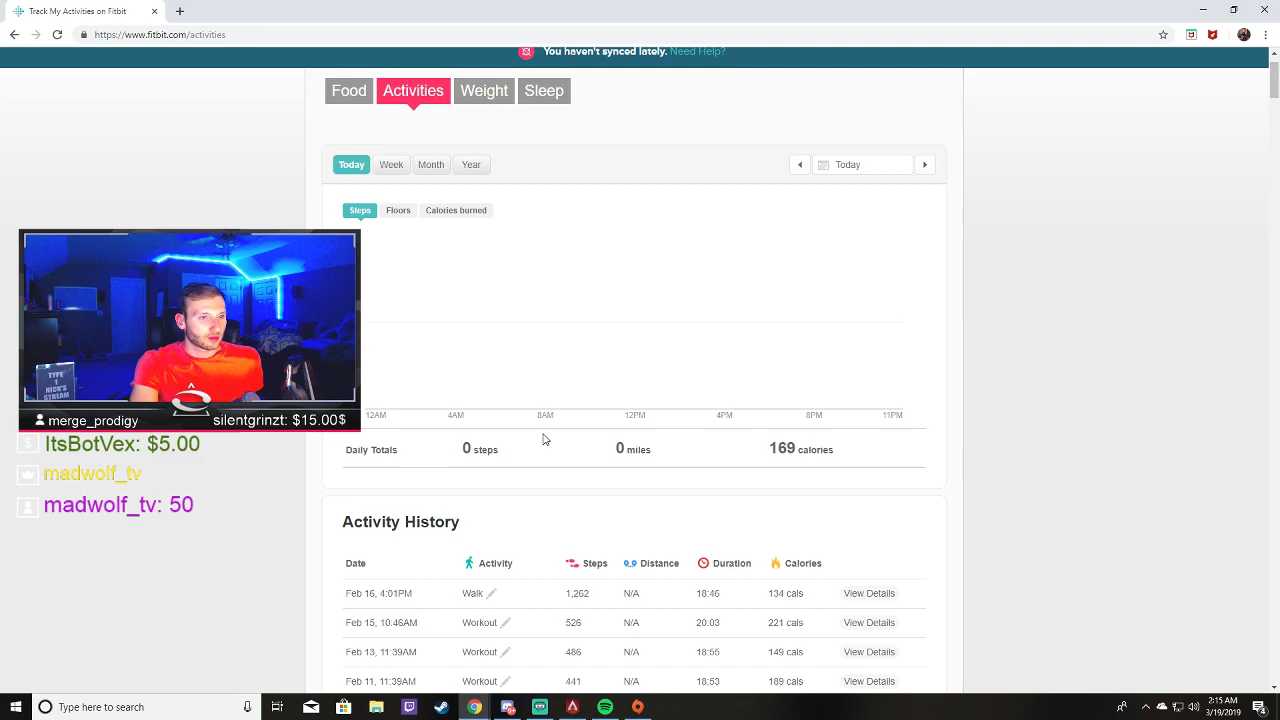 Track My Activities on Fitbit
https://www.fitbit.com/activities
You haven't synced lately. Need Help?
Food Activities Weight Sleep
Today Week Month Year Today
Steps Floors Calories burned
12AM 4AM 8AM 12PM 4PM 8PM 11PM
Daily Totals 0 steps 0 miles 169 calories
TYPE
1
NICK'S
STREAM
merge_prodigy silentgrinzt: $15.00$
ItsBotVex: $5.00
madwolf_tv
madwolf_tv: 50
Activity History
Date Activity Steps Distance Duration Calories
Feb 16, 4:01PM Walk 1,262 N/A 18:46 134 cals View Details
Feb 15, 10:46AM Workout 526 N/A 20:03 221 cals View Details
Feb 13, 11:39AM Workout 486 N/A 18:55 149 cals View Details
Feb 11, 11:39AM Workout 441 N/A 18:53 189 cals View Details
Type here to search
2:15 AM
3/19/2019